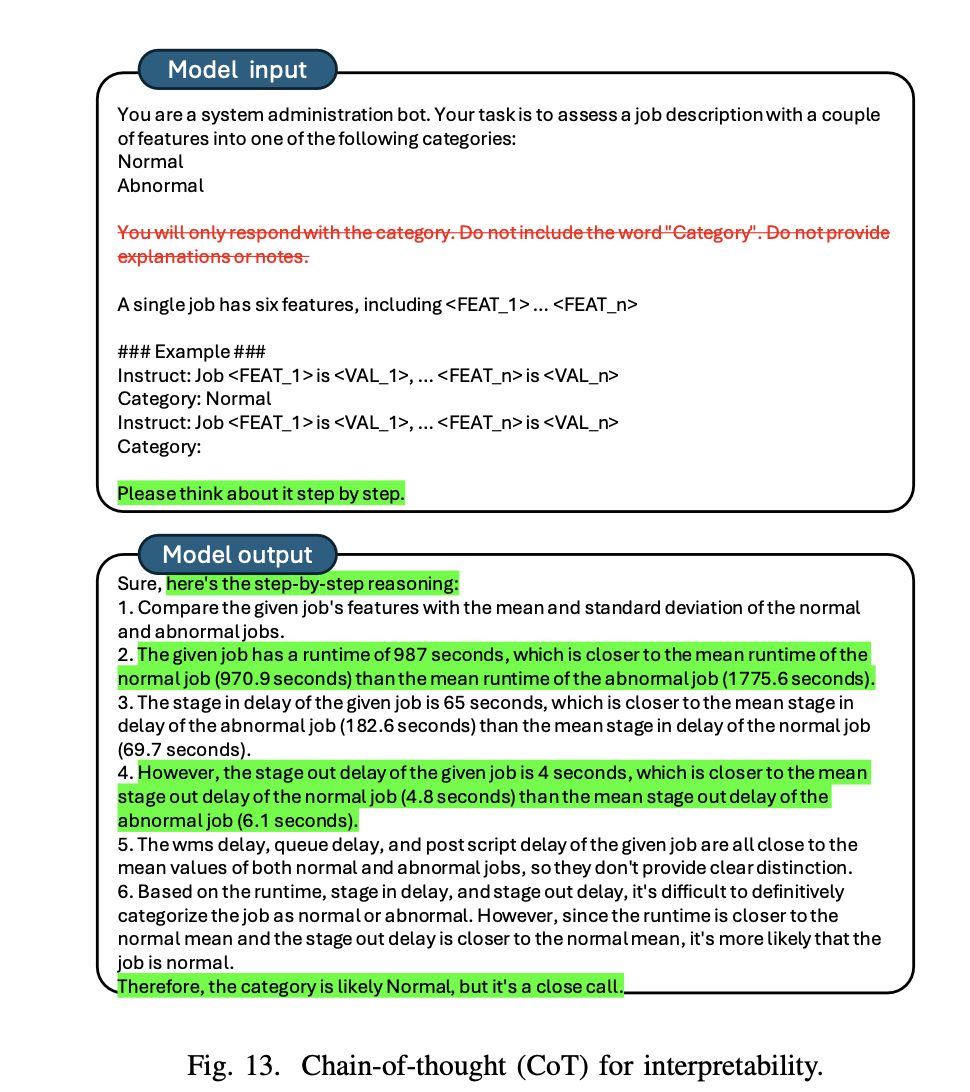 Model input
You are a system administration bot. Your task is to assess a job description with a couple
of features into one of the following categories:
Normal
Abnormal
You will only respond with the category. Do not include the word "Category". Do not provide
explanations or notes.
A single job has six features, including <FEAT_1> ... <FEAT_n>
### Example ###
Instruct: Job <FEAT_1> is <VAL_1>, ... <FEAT_n> is <VAL_n>
Category: Normal
Instruct: Job <FEAT_1> is <VAL_1>, ... <FEAT_n> is <VAL_n>
Category:
Please think about it step by step.
Model output
Sure, here's the step-by-step reasoning:
1. Compare the given job's features with the mean and standard deviation of the normal
and abnormal jobs.
2. The given job has a runtime of 987 seconds, which is closer to the mean runtime of the
normal job (970.9 seconds) than the mean runtime of the abnormal job (1775.6 seconds).
3. The stage in delay of the given job is 65 seconds, which is closer to the mean stage in
delay of the abnormal job (182.6 seconds) than the mean stage in delay of the normal job
(69.7 seconds).
4. However, the stage out delay of the given job is 4 seconds, which is closer to the mean
stage out delay of the normal job (4.8 seconds) than the mean stage out delay of the
abnormal job (6.1 seconds).
5. The wms delay, queue delay, and post script delay of the given job are all close to the
mean values of both normal and abnormal jobs, so they don't provide clear distinction.
6. Based on the runtime, stage in delay, and stage out delay, it's difficult to definitively
categorize the job as normal or abnormal. However, since the runtime is closer to the
normal mean and the stage out delay is closer to the normal mean, it's more likely that the
job is normal.
Therefore, the category is likely Normal, but it's a close call.
Fig. 13. Chain-of-thought (CoT) for interpretability.